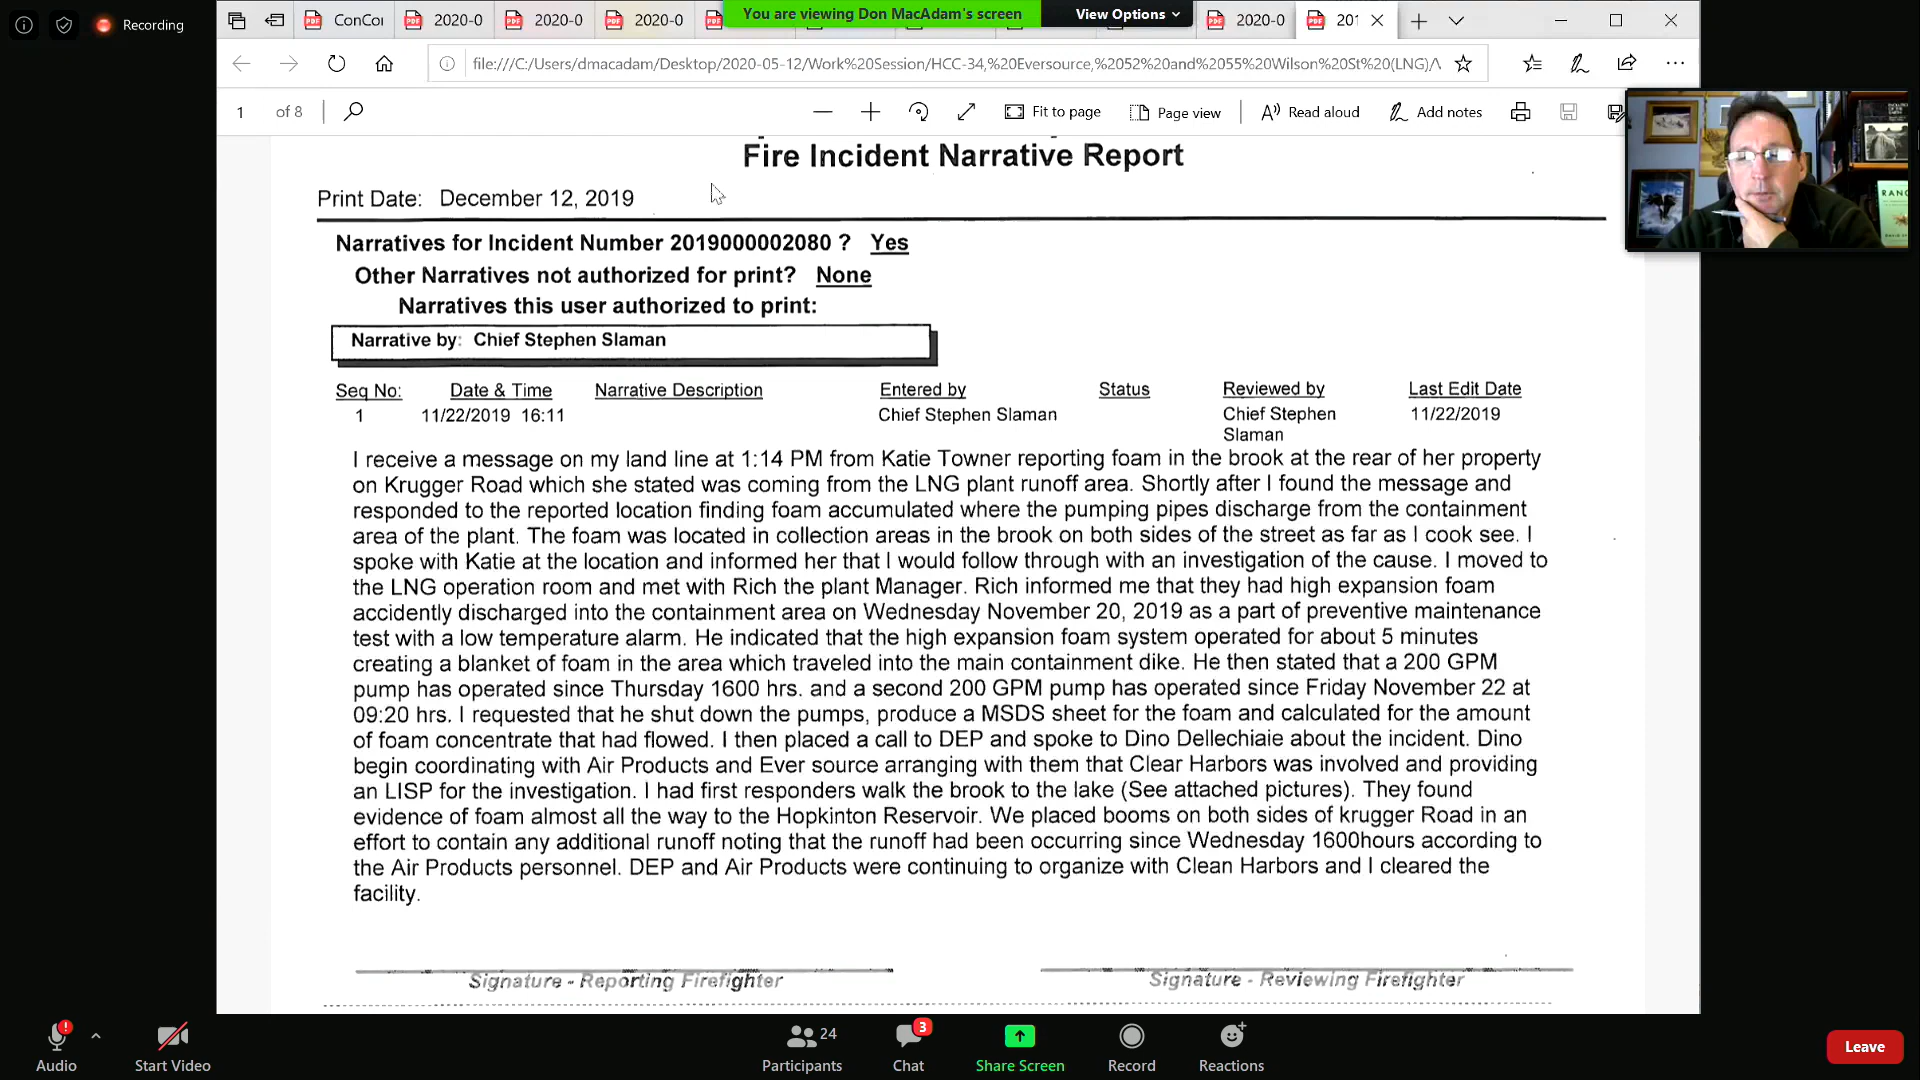 Recording
ConCor
2020-0
2020-0
2020-0
You are viewing Don MacAdam's screen
View Options
2020-0
201
file:///C:/Users/dmacadam/Desktop/2020-05-12/Work%20Session/HCC-34,%20Eversource,%2052%20and%2055%20Wilson%20St%20(LNG)/V
1 of 8
Fit to page
Page view
Read aloud
Add notes
Fire Incident Narrative Report
Print Date: December 12, 2019
Narratives for Incident Number 2019000002080 ? Yes
Other Narratives not authorized for print? None
Narratives this user authorized to print:
Narrative by: Chief Stephen Slaman
Seq No: Date & Time Narrative Description Entered by Status Reviewed by Last Edit Date
1 11/22/2019 16:11 Chief Stephen Slaman Chief Stephen 11/22/2019
Slaman
I receive a message on my land line at 1:14 PM from Katie Towner reporting foam in the brook at the rear of her property
on Krugger Road which she stated was coming from the LNG plant runoff area. Shortly after I found the message and
responded to the reported location finding foam accumulated where the pumping pipes discharge from the containment
area of the plant. The foam was located in collection areas in the brook on both sides of the street as far as I cook see. I
spoke with Katie at the location and informed her that I would follow through with an investigation of the cause. I moved to
the LNG operation room and met with Rich the plant Manager. Rich informed me that they had high expansion foam
accidently discharged into the containment area on Wednesday November 20, 2019 as a part of preventive maintenance
test with a low temperature alarm. He indicated that the high expansion foam system operated for about 5 minutes
creating a blanket of foam in the area which traveled into the main containment dike. He then stated that a 200 GPM
pump has operated since Thursday 1600 hrs. and a second 200 GPM pump has operated since Friday November 22 at
09:20 hrs. I requested that he shut down the pumps, produce a MSDS sheet for the foam and calculated for the amount
of foam concentrate that had flowed. I then placed a call to DEP and spoke to Dino Dellechiaie about the incident. Dino
begin coordinating with Air Products and Ever source arranging with them that Clear Harbors was involved and providing
an LISP for the investigation. I had first responders walk the brook to the lake (See attached pictures). They found
evidence of foam almost all the way to the Hopkinton Reservoir. We placed booms on both sides of krugger Road in an
effort to contain any additional runoff noting that the runoff had been occurring since Wednesday 1600hours according to
the Air Products personnel. DEP and Air Products were continuing to organize with Clean Harbors and I cleared the
facility.
Signature - Reporting Firefighter
Signature - Reviewing Firefighter
Audio
Start Video
24
Participants
3
Chat
Share Screen
Record
Reactions
Leave